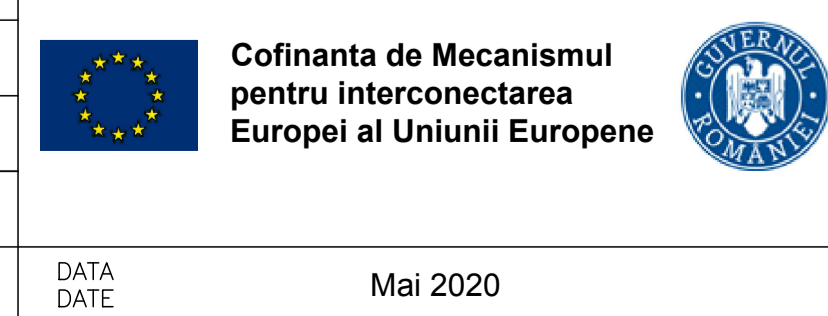 Cofinanta de Mecanismul
pentru interconectarea
Europei al Uniunii Europene
GUVERNUL
ROMÂNIEI
DATA
DATE
Mai 2020